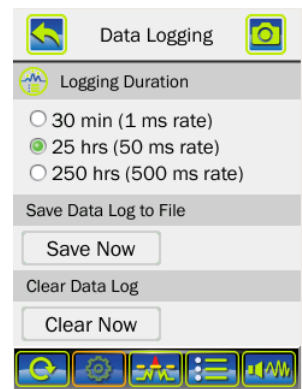 Data Logging
Logging Duration
30 min (1 ms rate)
25 hrs (50 ms rate)
250 hrs (500 ms rate)
Save Data Log to File
Save Now
Clear Data Log
Clear Now